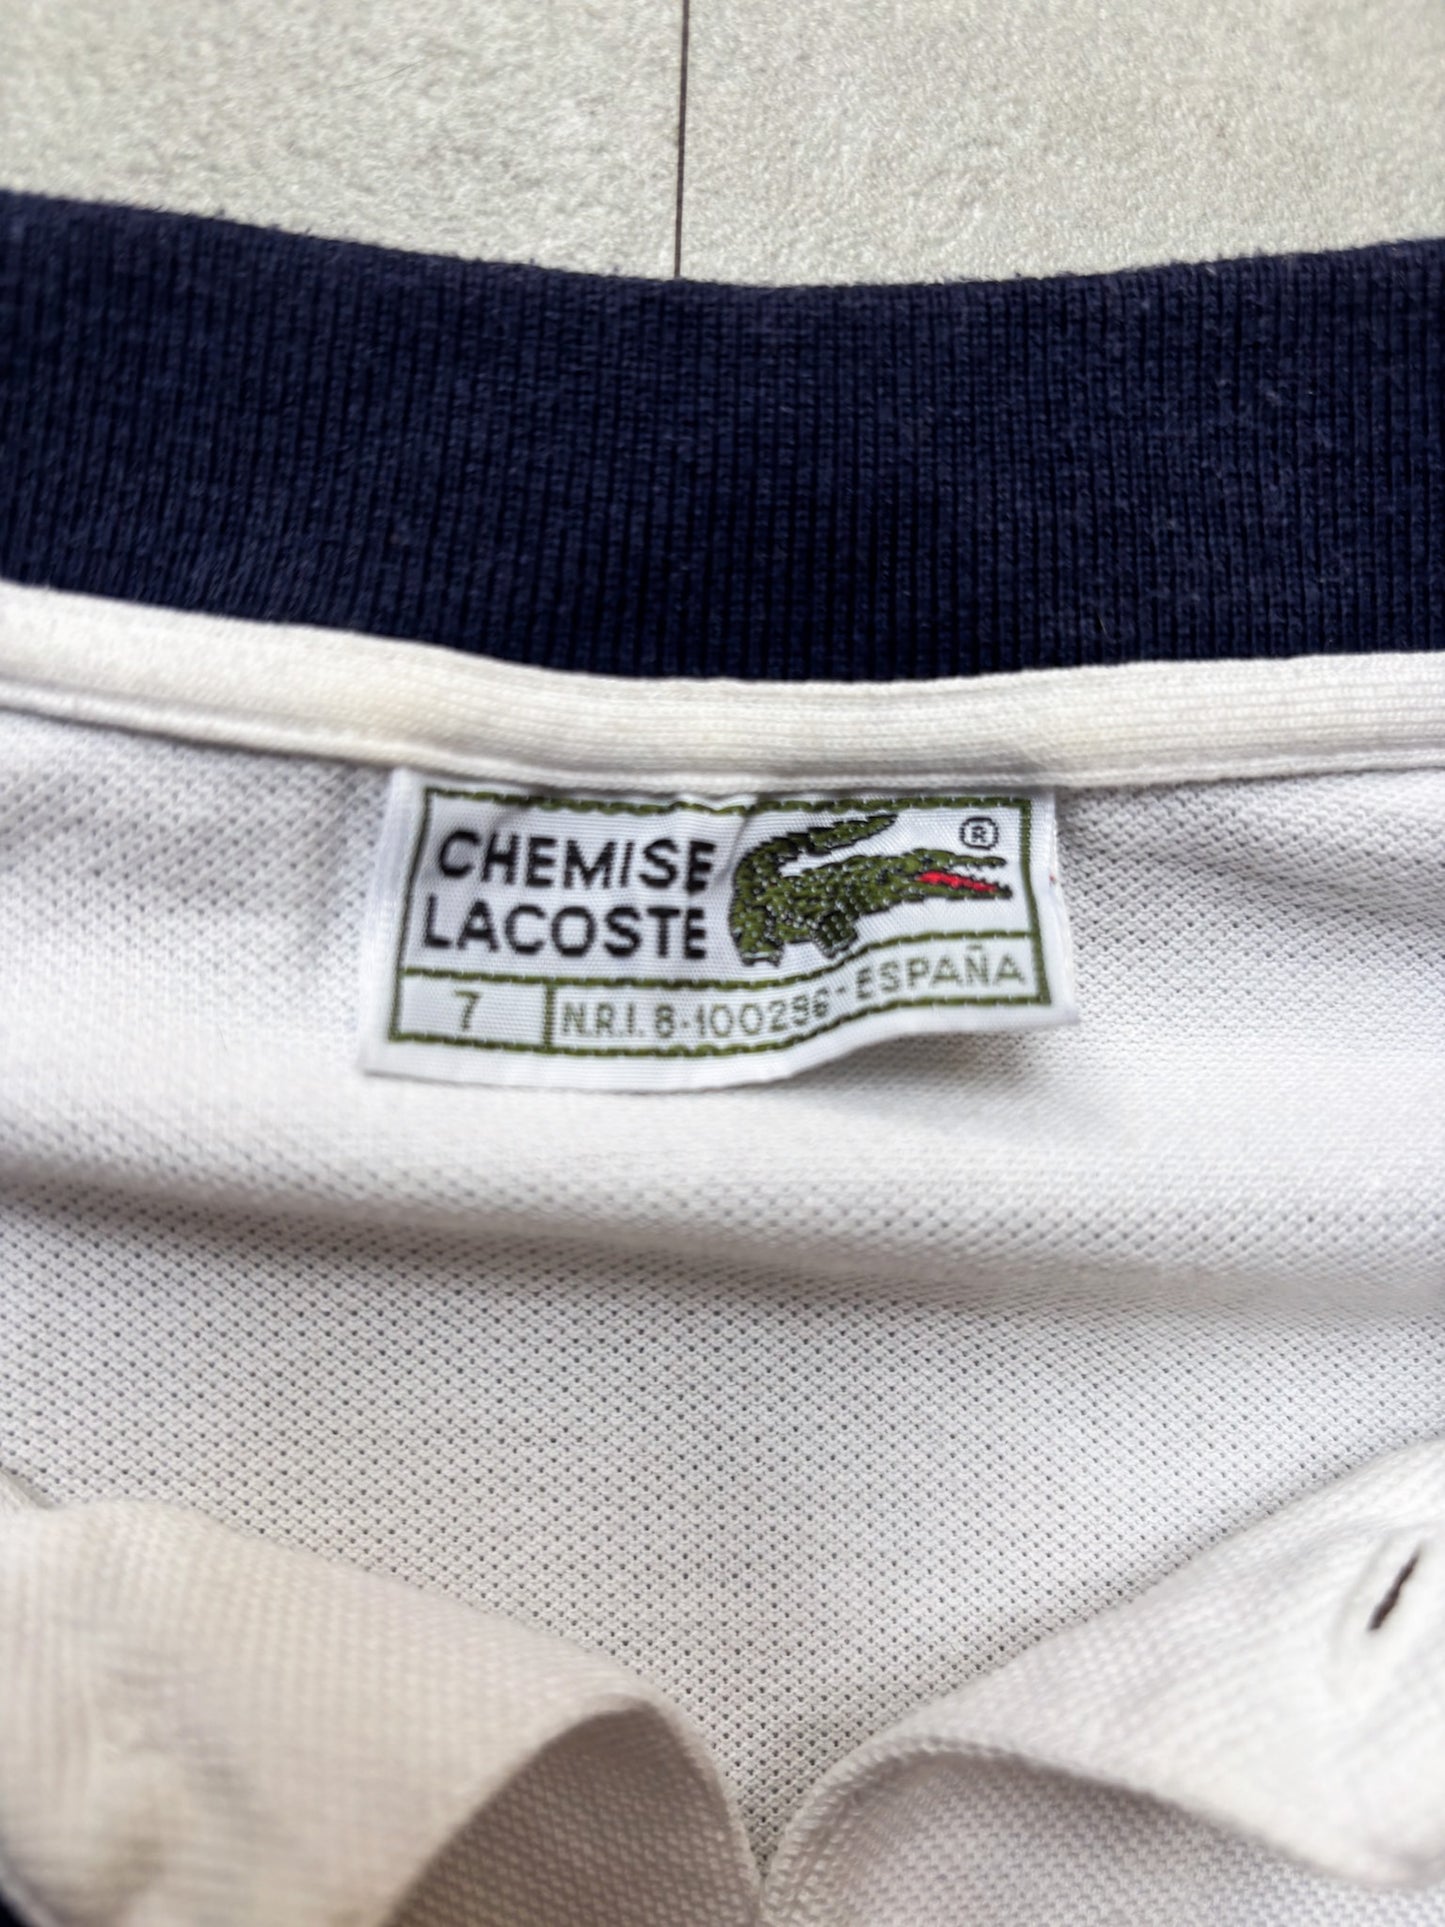 CHEMISE
LACOSTE
®
7
N.R.I. 8-100296-ESPAÑA